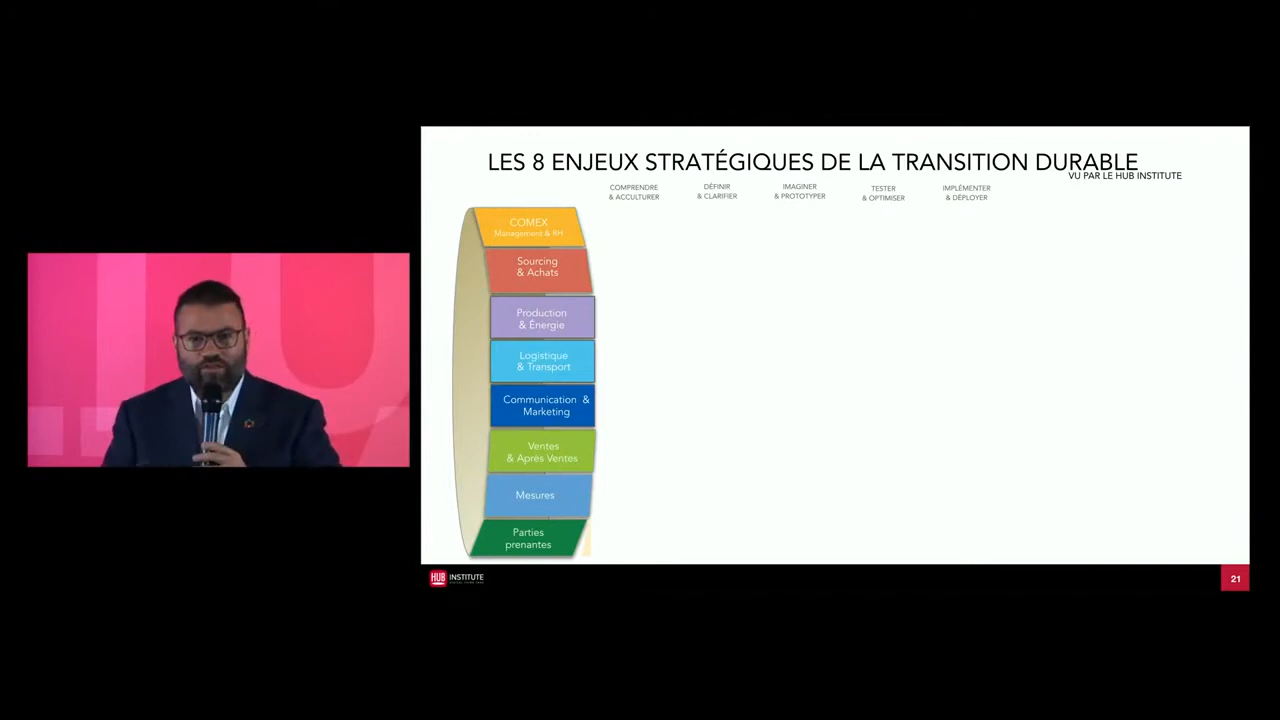 LES 8 ENJEUX STRATÉGIQUES DE LA TRANSITION DURABLE
VU PAR LE HUB INSTITUTE
COMPRENDRE
& ACCULTURER
DÉFINIR
& CLARIFIER
IMAGINER
& PROTOTYPER
TESTER
& OPTIMISER
IMPLÉMENTER
& DÉPLOYER
COMEX
Management & RH
Sourcing
& Achats
Production
& Énergie
Logistique
& Transport
Communication &
Marketing
Ventes
& Après Ventes
Mesures
Parties
prenantes
HUB INSTITUTE
21